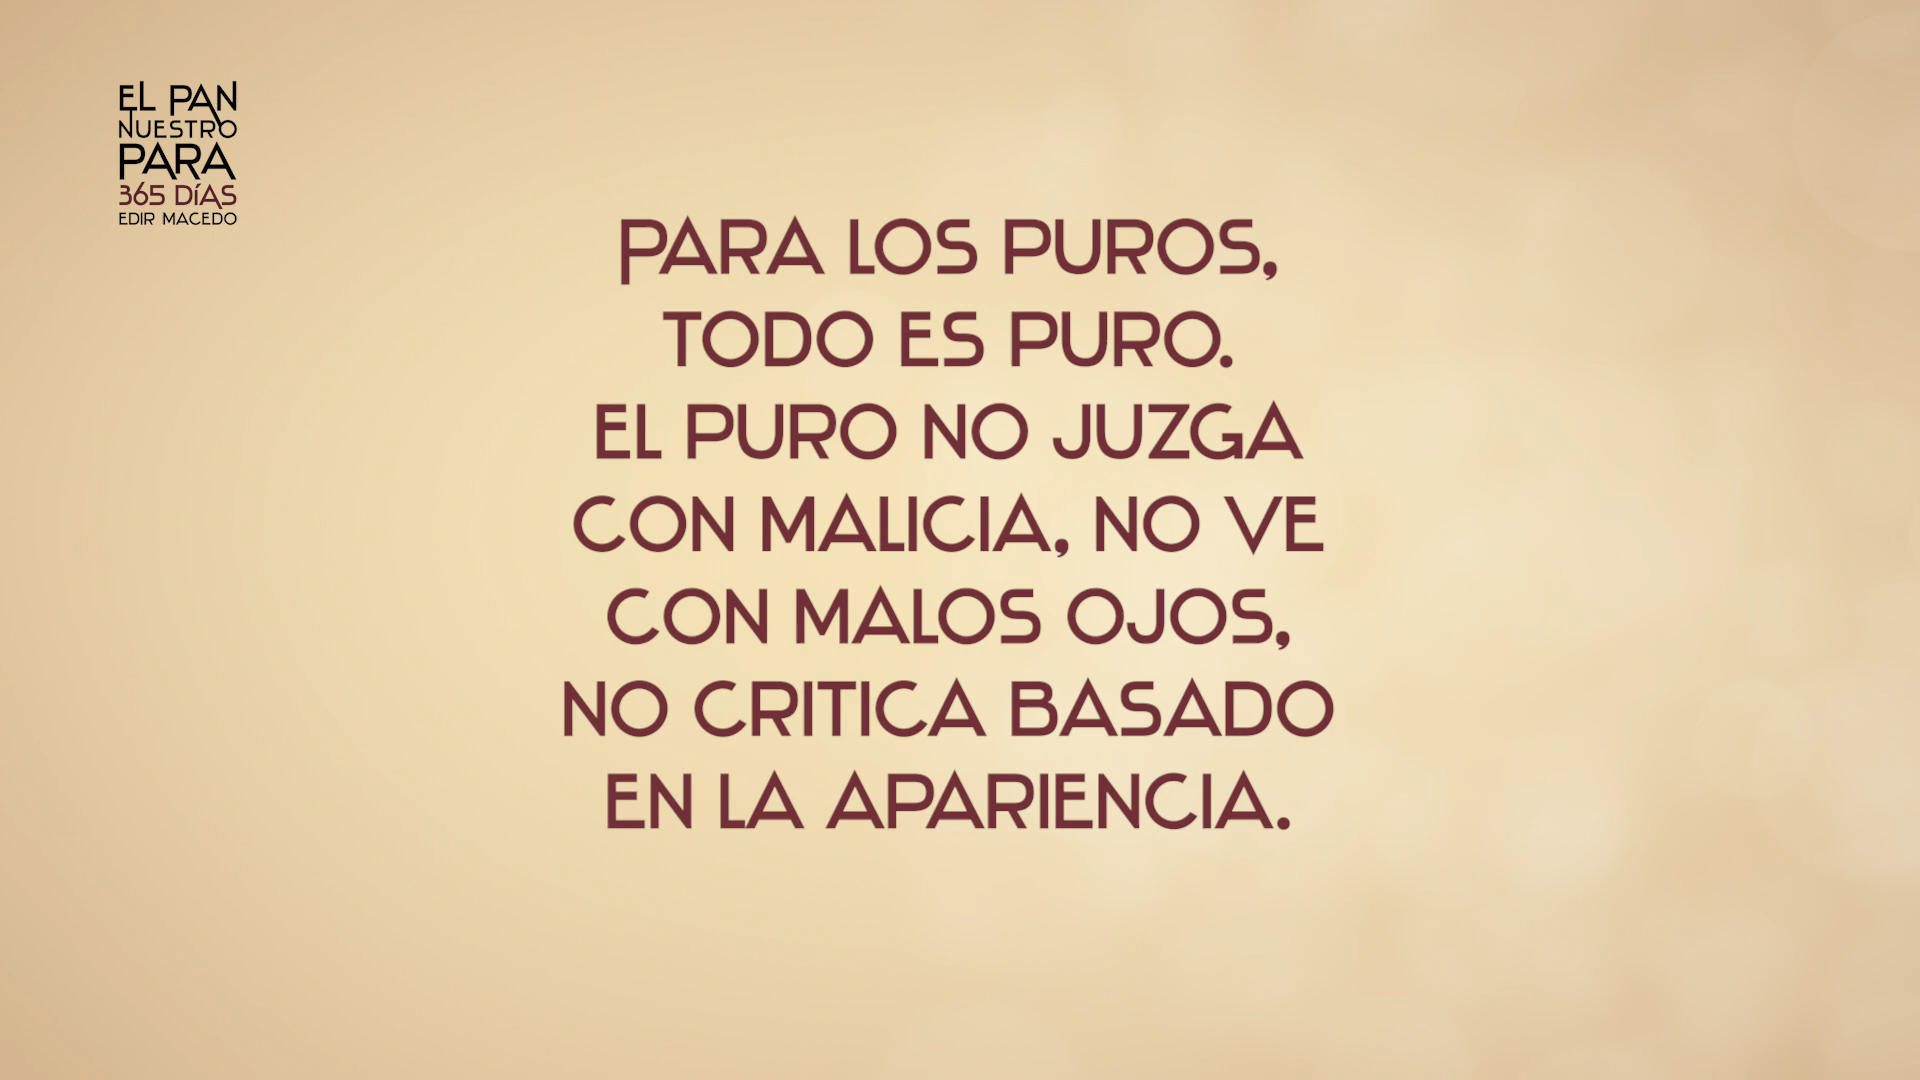 EL PAN
NUESTRO
PARA
365 DÍAS
EDIR MACEDO
PARA LOS PUROS,
TODO ES PURO.
EL PURO NO JUZGA
CON MALICIA, NO VE
CON MALOS OJOS,
NO CRITICA BASADO
EN LA APARIENCIA.